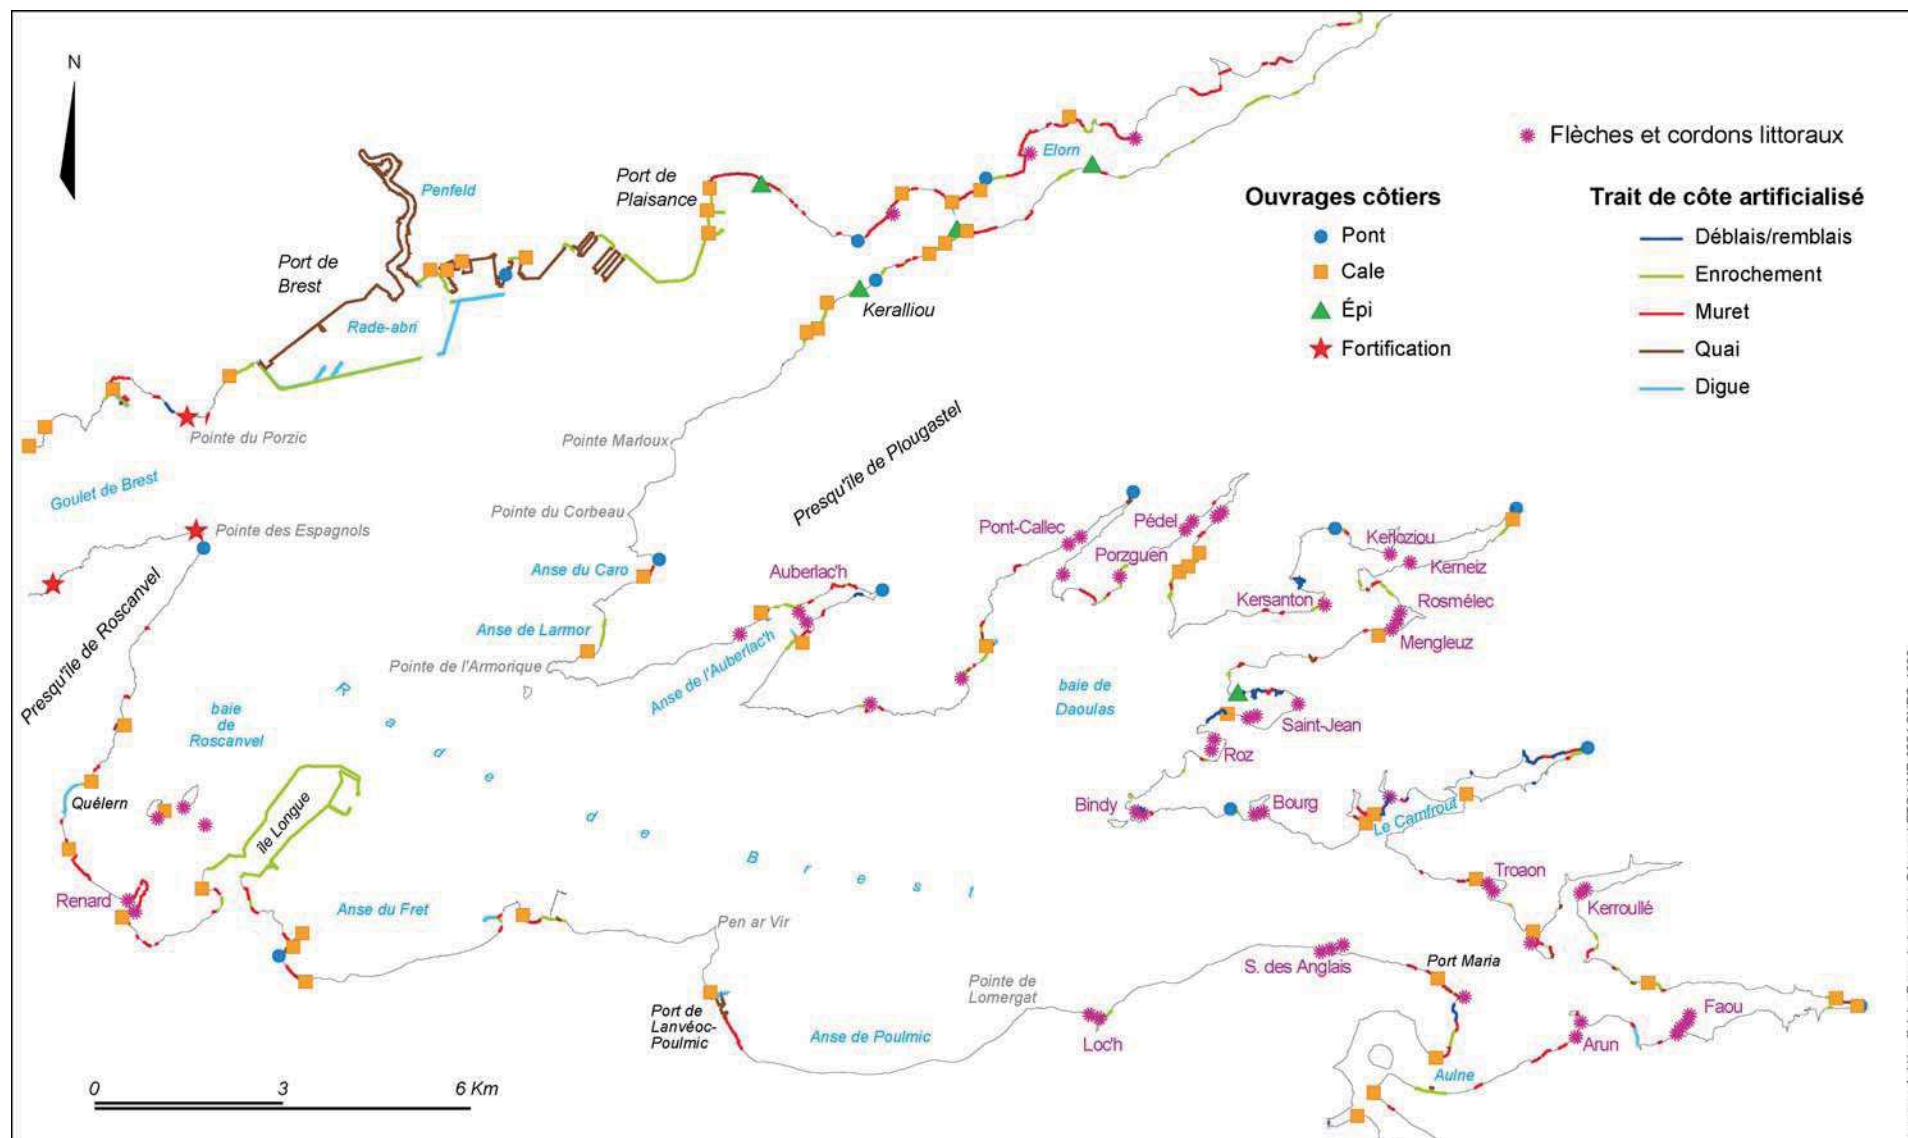 N
Penfeld
Port de
Plaisance
Port de
Brest
Rade-abri
Elorn
Keralliou
Flèches et cordons littoraux
Ouvrages côtiers
Pont
Cale
Épi
Fortification
Trait de côte artificialisé
Déblais/remblais
Enrochement
Muret
Quai
Digue
Pointe du Porzic
Goulet de Brest
Pointe des Espagnols
Presqu'île de Roscanvel
Pointe Marloux
Pointe du Corbeau
Presqu'île de Plougastel
Anse du Caro
Anse de Larmor
Pointe de l'Armorique
Auberlac'h
Anse de l'Auberlac'h
Pont-Callec
Pédel
Porzguen
Kersanton
Kerloziou
Kerneiz
Rosmélec
Mengleuz
baie de
Daoulas
Saint-Jean
Roz
Bindy
Bourg
Le Camfrout
Troaon
Kerroullé
baie
de
Roscanvel
Quélern
île Longue
Renard
Rade de Brest
Anse du Fret
Pen ar Vir
Port de
Lanvéoc-
Poulmic
Anse de Poulmic
Pointe de
Lomergat
Loc'h
S. des Anglais
Port Maria
Aulne
Arun
Faou
0 3 6 Km